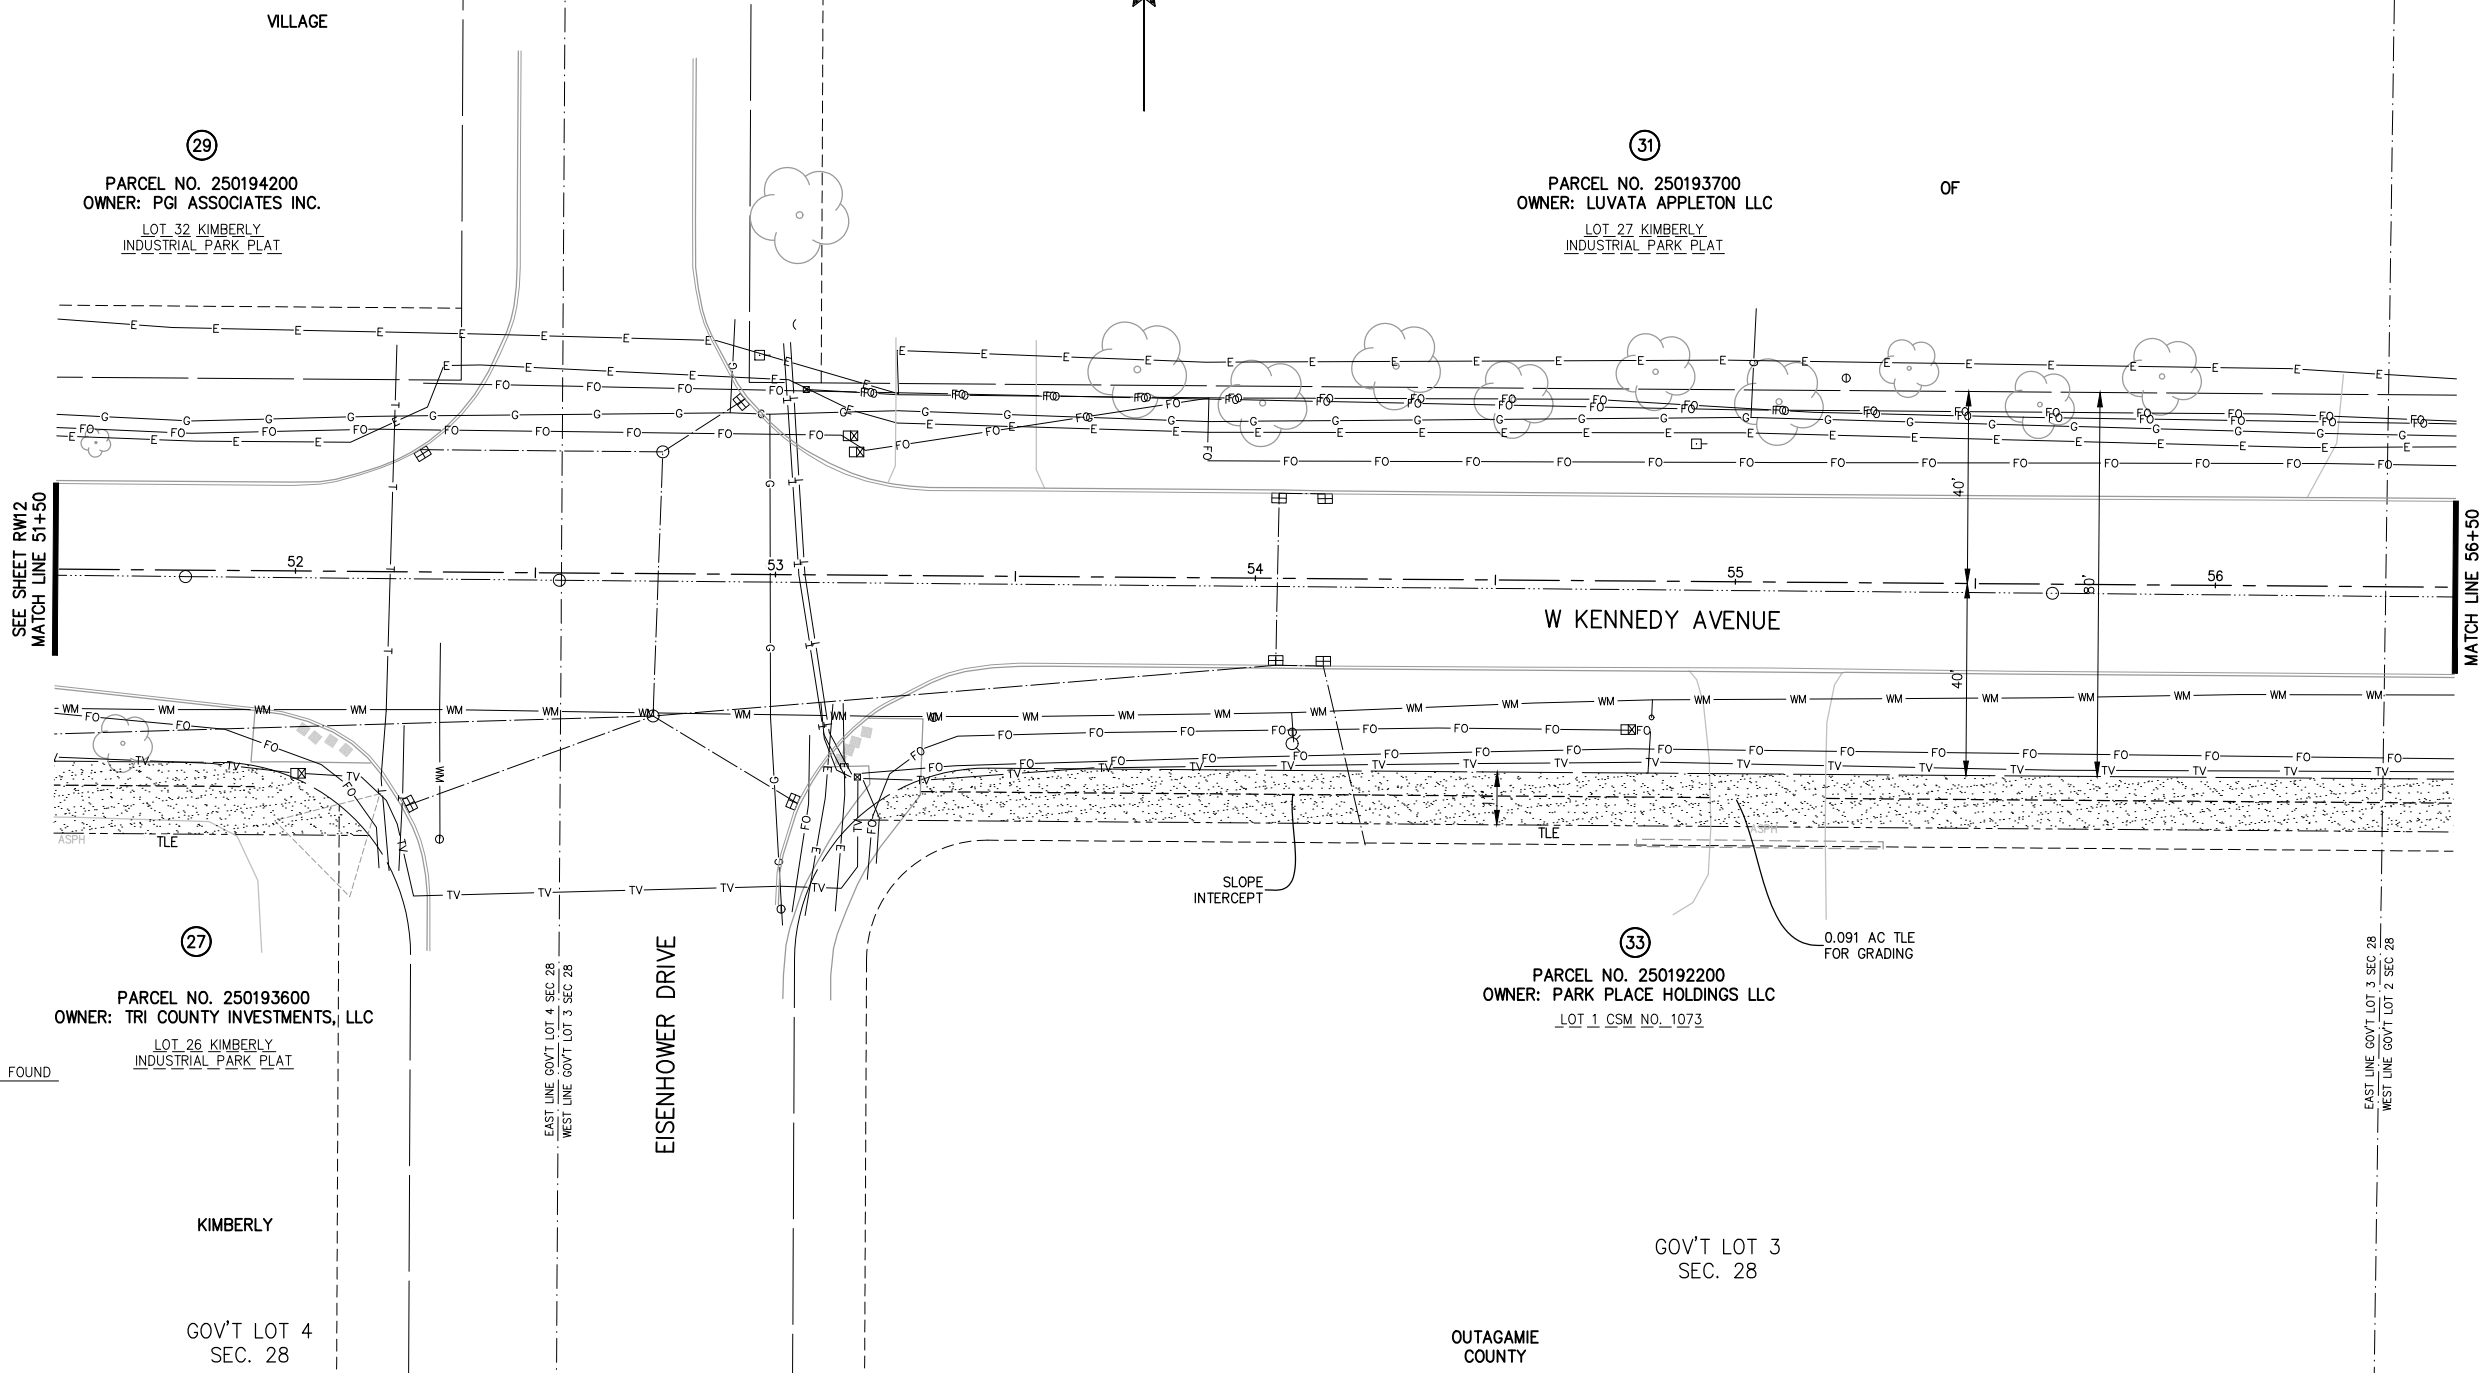 VILLAGE
29
PARCEL NO. 250194200
OWNER: PGI ASSOCIATES INC.
LOT 32 KIMBERLY
INDUSTRIAL PARK PLAT
31
PARCEL NO. 250193700
OWNER: LUVATA APPLETON LLC
LOT 27 KIMBERLY
INDUSTRIAL PARK PLAT
OF
SEE SHEET RW12
MATCH LINE 51+50
52
53
54
55
56
40'
80'
40'
W KENNEDY AVENUE
MATCH LINE 56+50
ASPH
TLE
TLE
ASPH
SLOPE
INTERCEPT
0.091 AC TLE
FOR GRADING
27
PARCEL NO. 250193600
OWNER: TRI COUNTY INVESTMENTS, LLC
LOT 26 KIMBERLY
INDUSTRIAL PARK PLAT
FOUND
EAST LINE GOV'T LOT 4 SEC 28
WEST LINE GOV'T LOT 3 SEC 28
EISENHOWER DRIVE
33
PARCEL NO. 250192200
OWNER: PARK PLACE HOLDINGS LLC
LOT 1 CSM NO. 1073
EAST LINE GOV'T LOT 3 SEC 28
WEST LINE GOV'T LOT 2 SEC 28
KIMBERLY
GOV'T LOT 4
SEC. 28
GOV'T LOT 3
SEC. 28
OUTAGAMIE
COUNTY